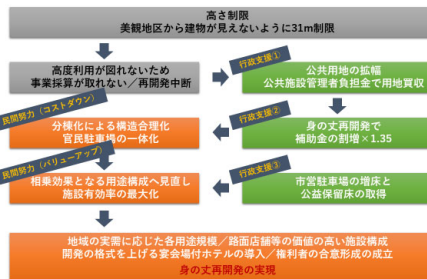 高さ制限
美観地区から建物が見えないように31m制限
高度利用が図れないため
事業採算が取れない／再開発中断
行政支援①
公共用地の拡幅
公共施設管理者負担金で用地買収
民間努力（コストダウン）
分棟化による構造合理化
官民駐車場の一体化
行政支援②
身の丈再開発で
補助金の割増×1.35
民間努力（バリューアップ）
相乗効果となる用途構成へ見直し
施設有効率の最大化
行政支援③
市営駐車場の増床と
公益保留床の取得
地域の実需に応じた各用途規模／路面店舗等の価値の高い施設構成
開発の格式を上げる宴会場付ホテルの導入／権利者の合意形成の成立
身の丈再開発の実現